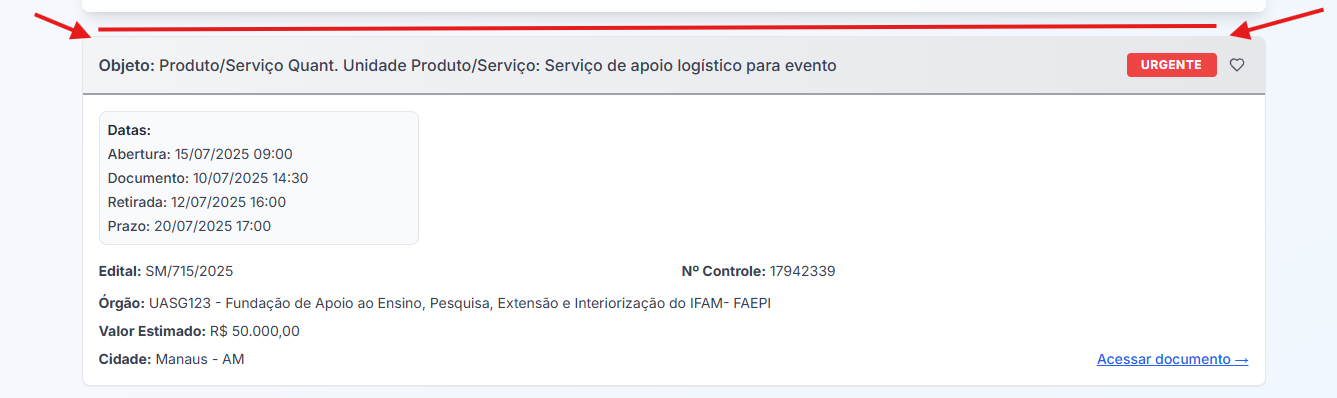 Objeto: Produto/Serviço Quant. Unidade Produto/Serviço: Serviço de apoio logístico para evento
URGENTE
Datas:
Abertura: 15/07/2025 09:00
Documento: 10/07/2025 14:30
Retirada: 12/07/2025 16:00
Prazo: 20/07/2025 17:00
Edital: SM/715/2025
Nº Controle: 17942339
Órgão: UASG123 - Fundação de Apoio ao Ensino, Pesquisa, Extensão e Interiorização do IFAM- FAEPI
Valor Estimado: R$ 50.000,00
Cidade: Manaus - AM
Acessar documento →